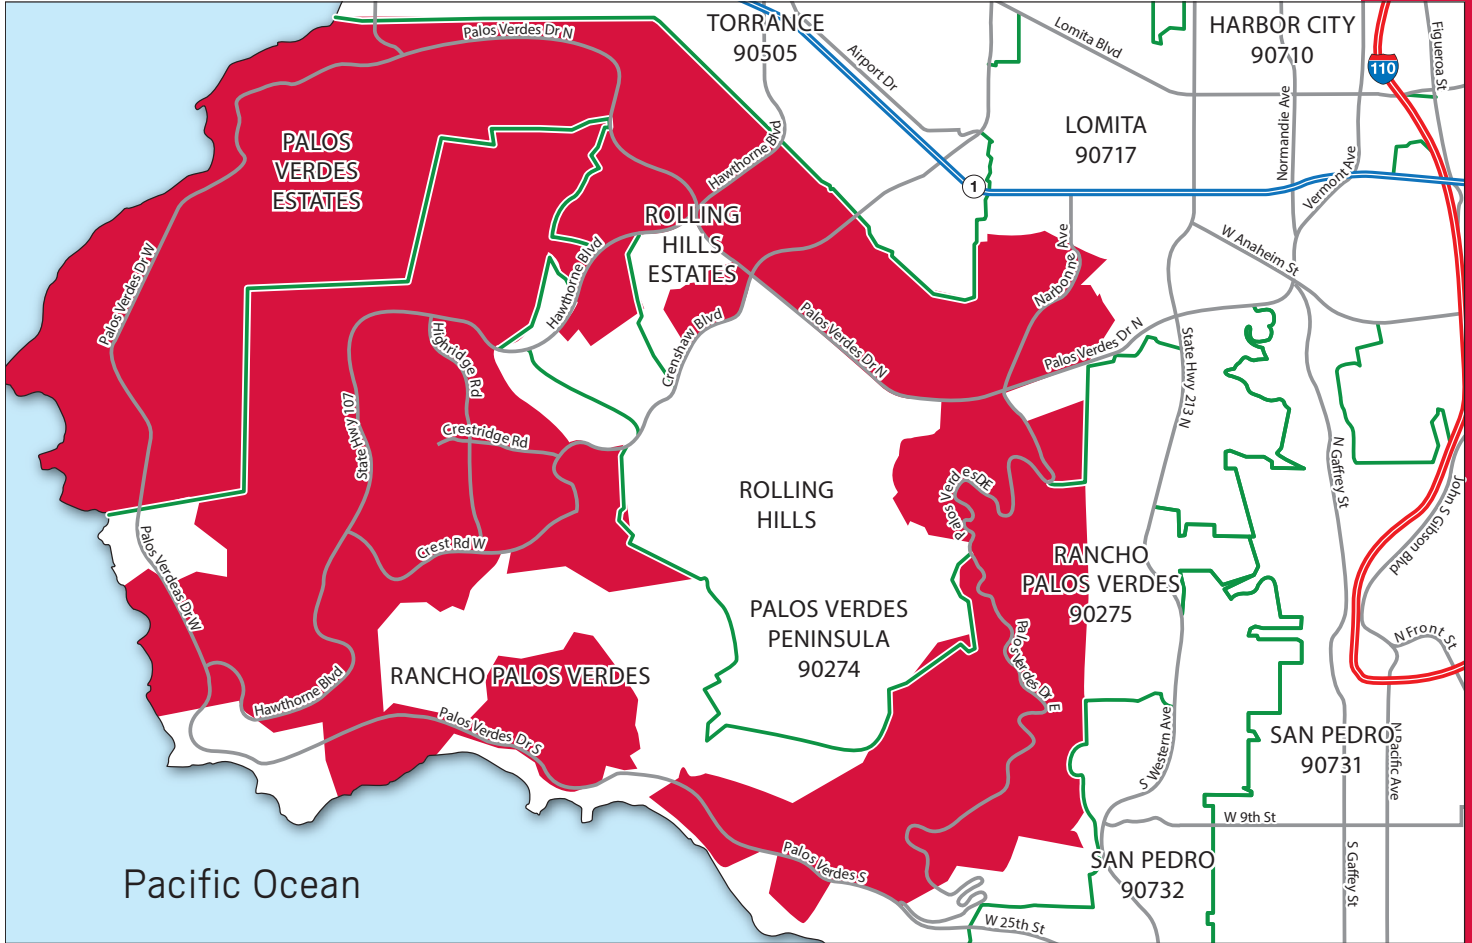 TORRANCE
90505
HARBOR CITY
90710
Palos Verdes Dr N
Airport Dr
Lomita Blvd
Figueroa St
110
PALOS
VERDES
ESTATES
LOMITA
90717
Normandie Ave
Hawthorne Blvd
Vermont Ave
1
ROLLING
HILLS
ESTATES
Palos Verdes Dr W
Hawthorne Blvd
Narbonne Ave
W Anaheim St
Highridge Rd
Crenshaw Blvd
Palos Verdes Dr N
Palos Verdes Dr N
State Hwy 213 N
State Hwy 107
Crestridge Rd
N Gaffrey St
ROLLING
HILLS
Palos Verdes Dr E
John S Gibson Blvd
Crest Rd W
Palos Verdeas Dr W
RANCHO
PALOS VERDES
90275
PALOS VERDES
PENINSULA
90274
Palos Verdes Dr E
N Front St
RANCHO PALOS VERDES
Hawthorne Blvd
Palos Verdes Dr S
S Western Ave
SAN PEDRO
90731
N Pacific Ave
W 9th St
Palos Verdes S
SAN PEDRO
90732
S Gaffey St
Pacific Ocean
W 25th St